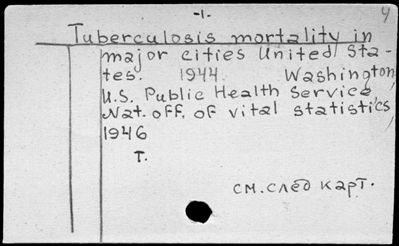 -1.
4
Tuberculosis mortality in
major cities United Sta-
tes. 1944. Washington
U.S. Public Health Service
Nat. off. of vital statistics,
1946
T.
см. след карт.